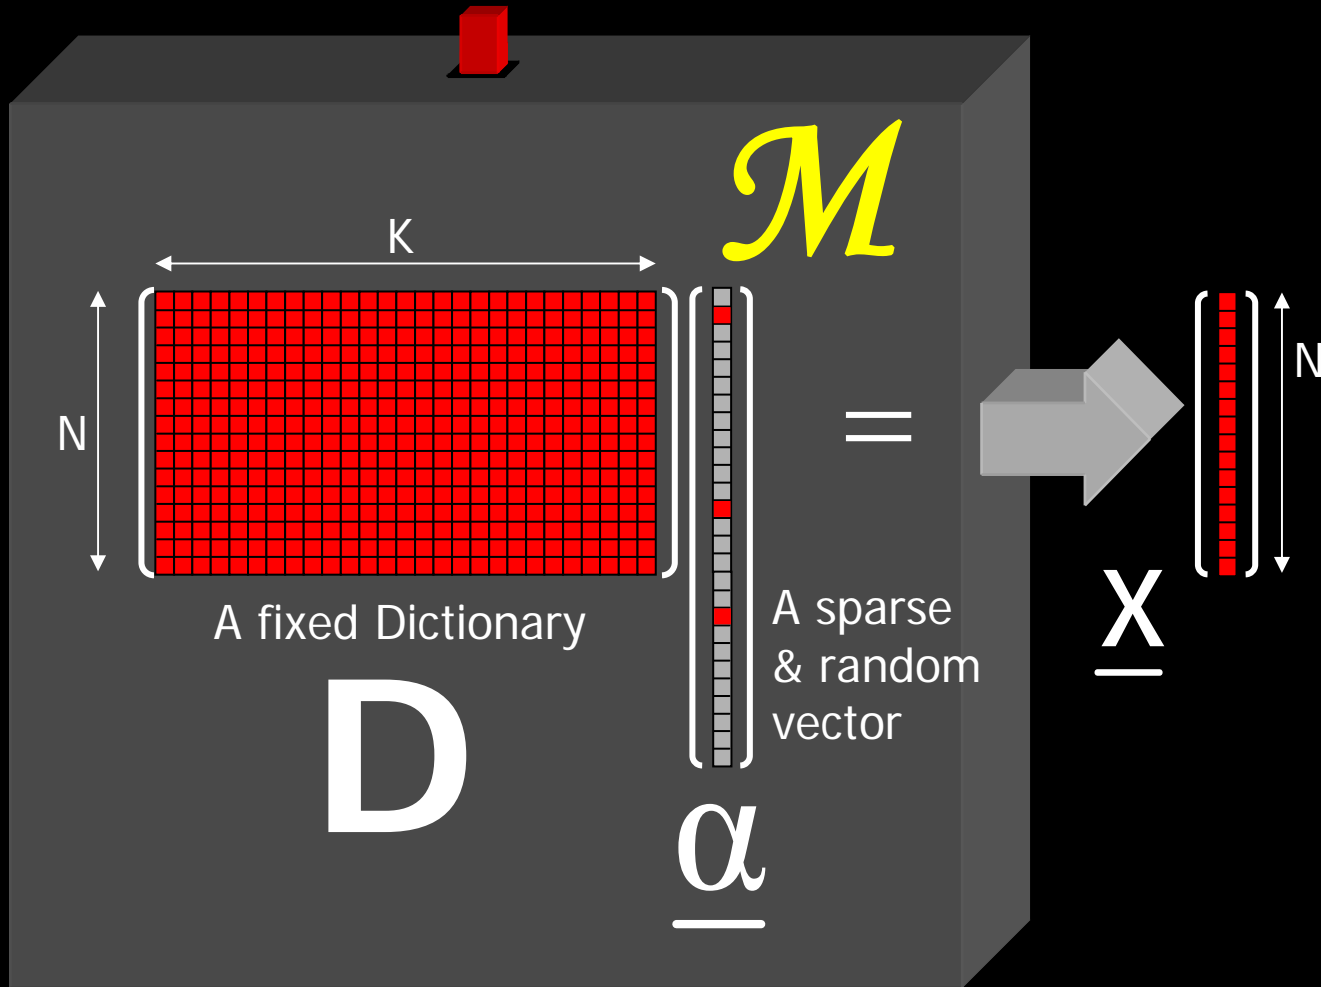 M
K
N
N
=
A fixed Dictionary
D
A sparse
& random
vector
α
x